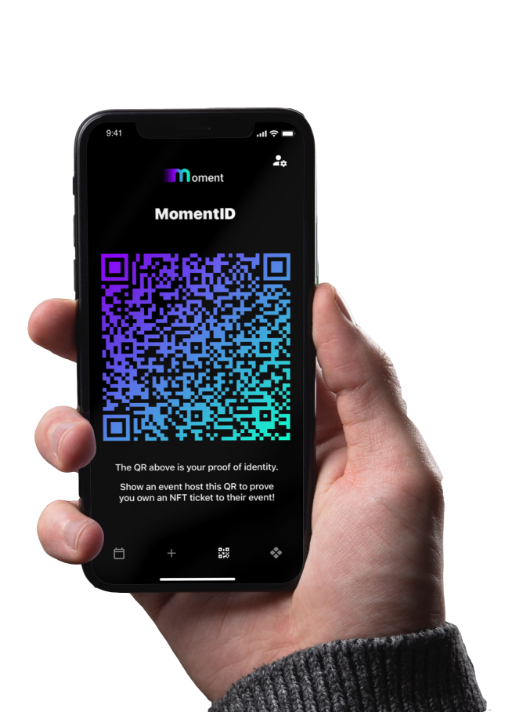 9:41
moment
MomentID
The QR above is your proof of identity.
Show an event host this QR to prove
you own an NFT ticket to their event!